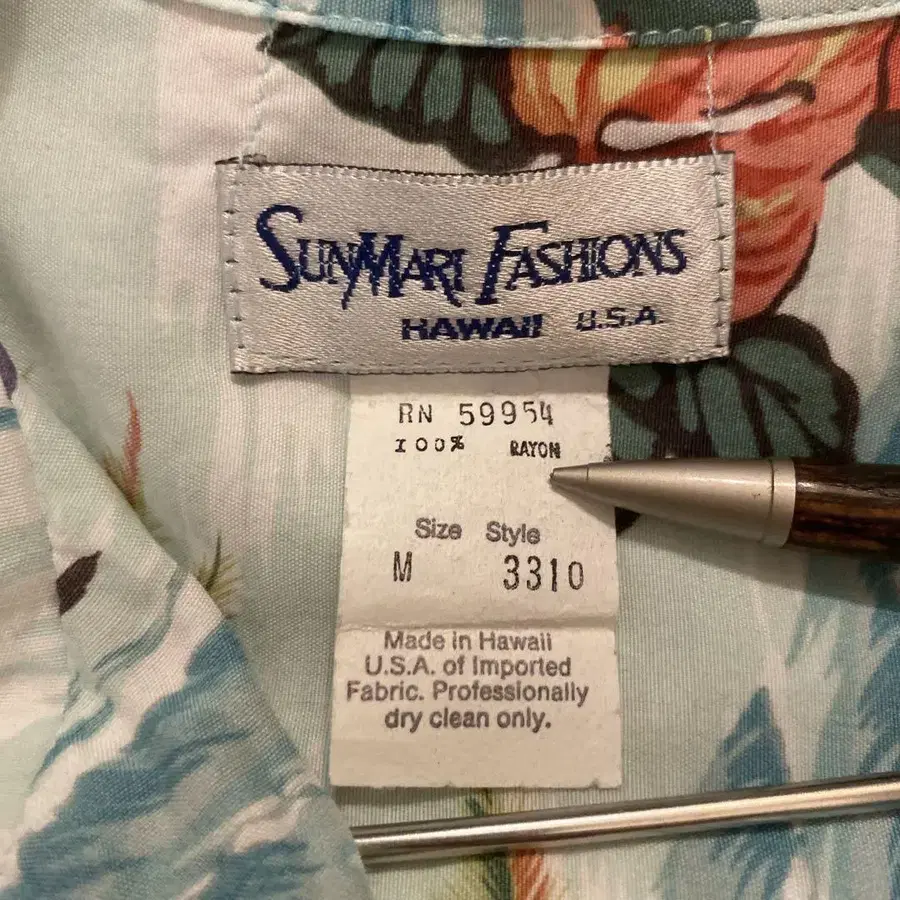 SUNMART FASHIONS
HAWAII U.S.A.
RN 59954
100% RAYON
Size Style
M 3310
Made in Hawaii
U.S.A. of Imported
Fabric. Professionally
dry clean only.